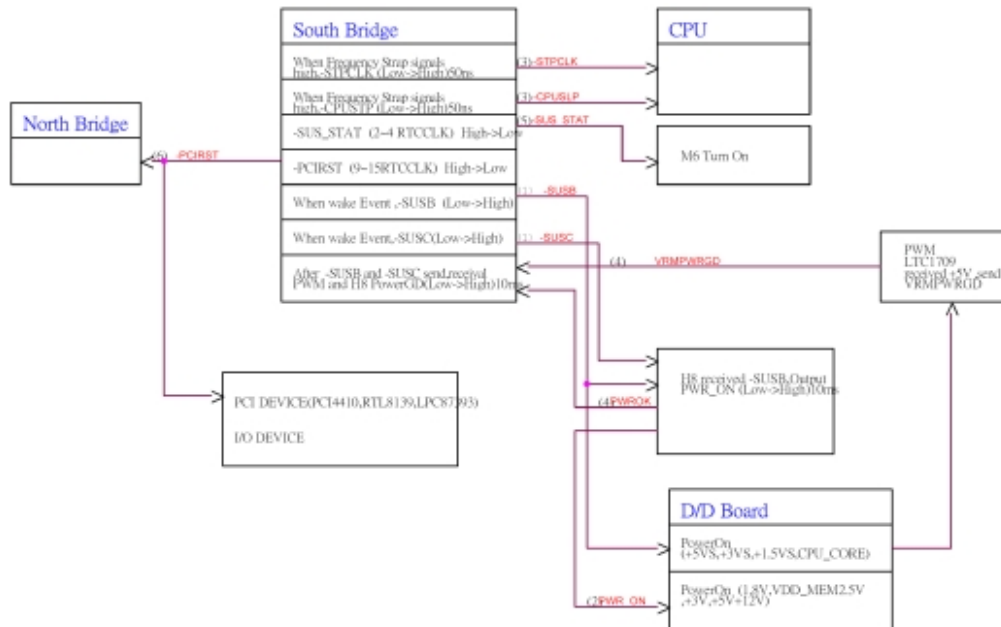 South Bridge
When Frequency Strap signals
high,-STPCLK (Low->High)50ns
When Frequency Strap signals
high,-CPUSTP (Low->High)50ns
-SUS_STAT (2-4 RTCCLK) High->Low
-PCIRST (9-15RTCCLK) High->Low
When wake Event ,-SUSB (Low->High)
When wake Event,-SUSC(Low->High)
After -SUSB and -SUSC send,receival
PWM and H8 PowerGD(Low->High)10ms
CPU
(3)-STPCLK
(3)-CPUSLP
(5)-SUS_STAT
M6 Turn On
North Bridge
(6) -PCIRST
(1) -SUSB
(1) -SUSC
(4) VRMPWRGD
PWM
LTC1709
received +5V, send
VRMPWRGD
H8 received -SUSB,Output
PWR_ON (Low->High)10ms
(4)PWROK
PCI DEVICE(PCI4410,RTL8139,LPC87393)
I/O DEVICE
D/D Board
PowerOn
(+5VS,+3VS,+1.5VS,CPU_CORE)
PowerOn (1.8V,VDD_MEM2.5V
,+3V,+5V+12V)
(2)PWR_ON